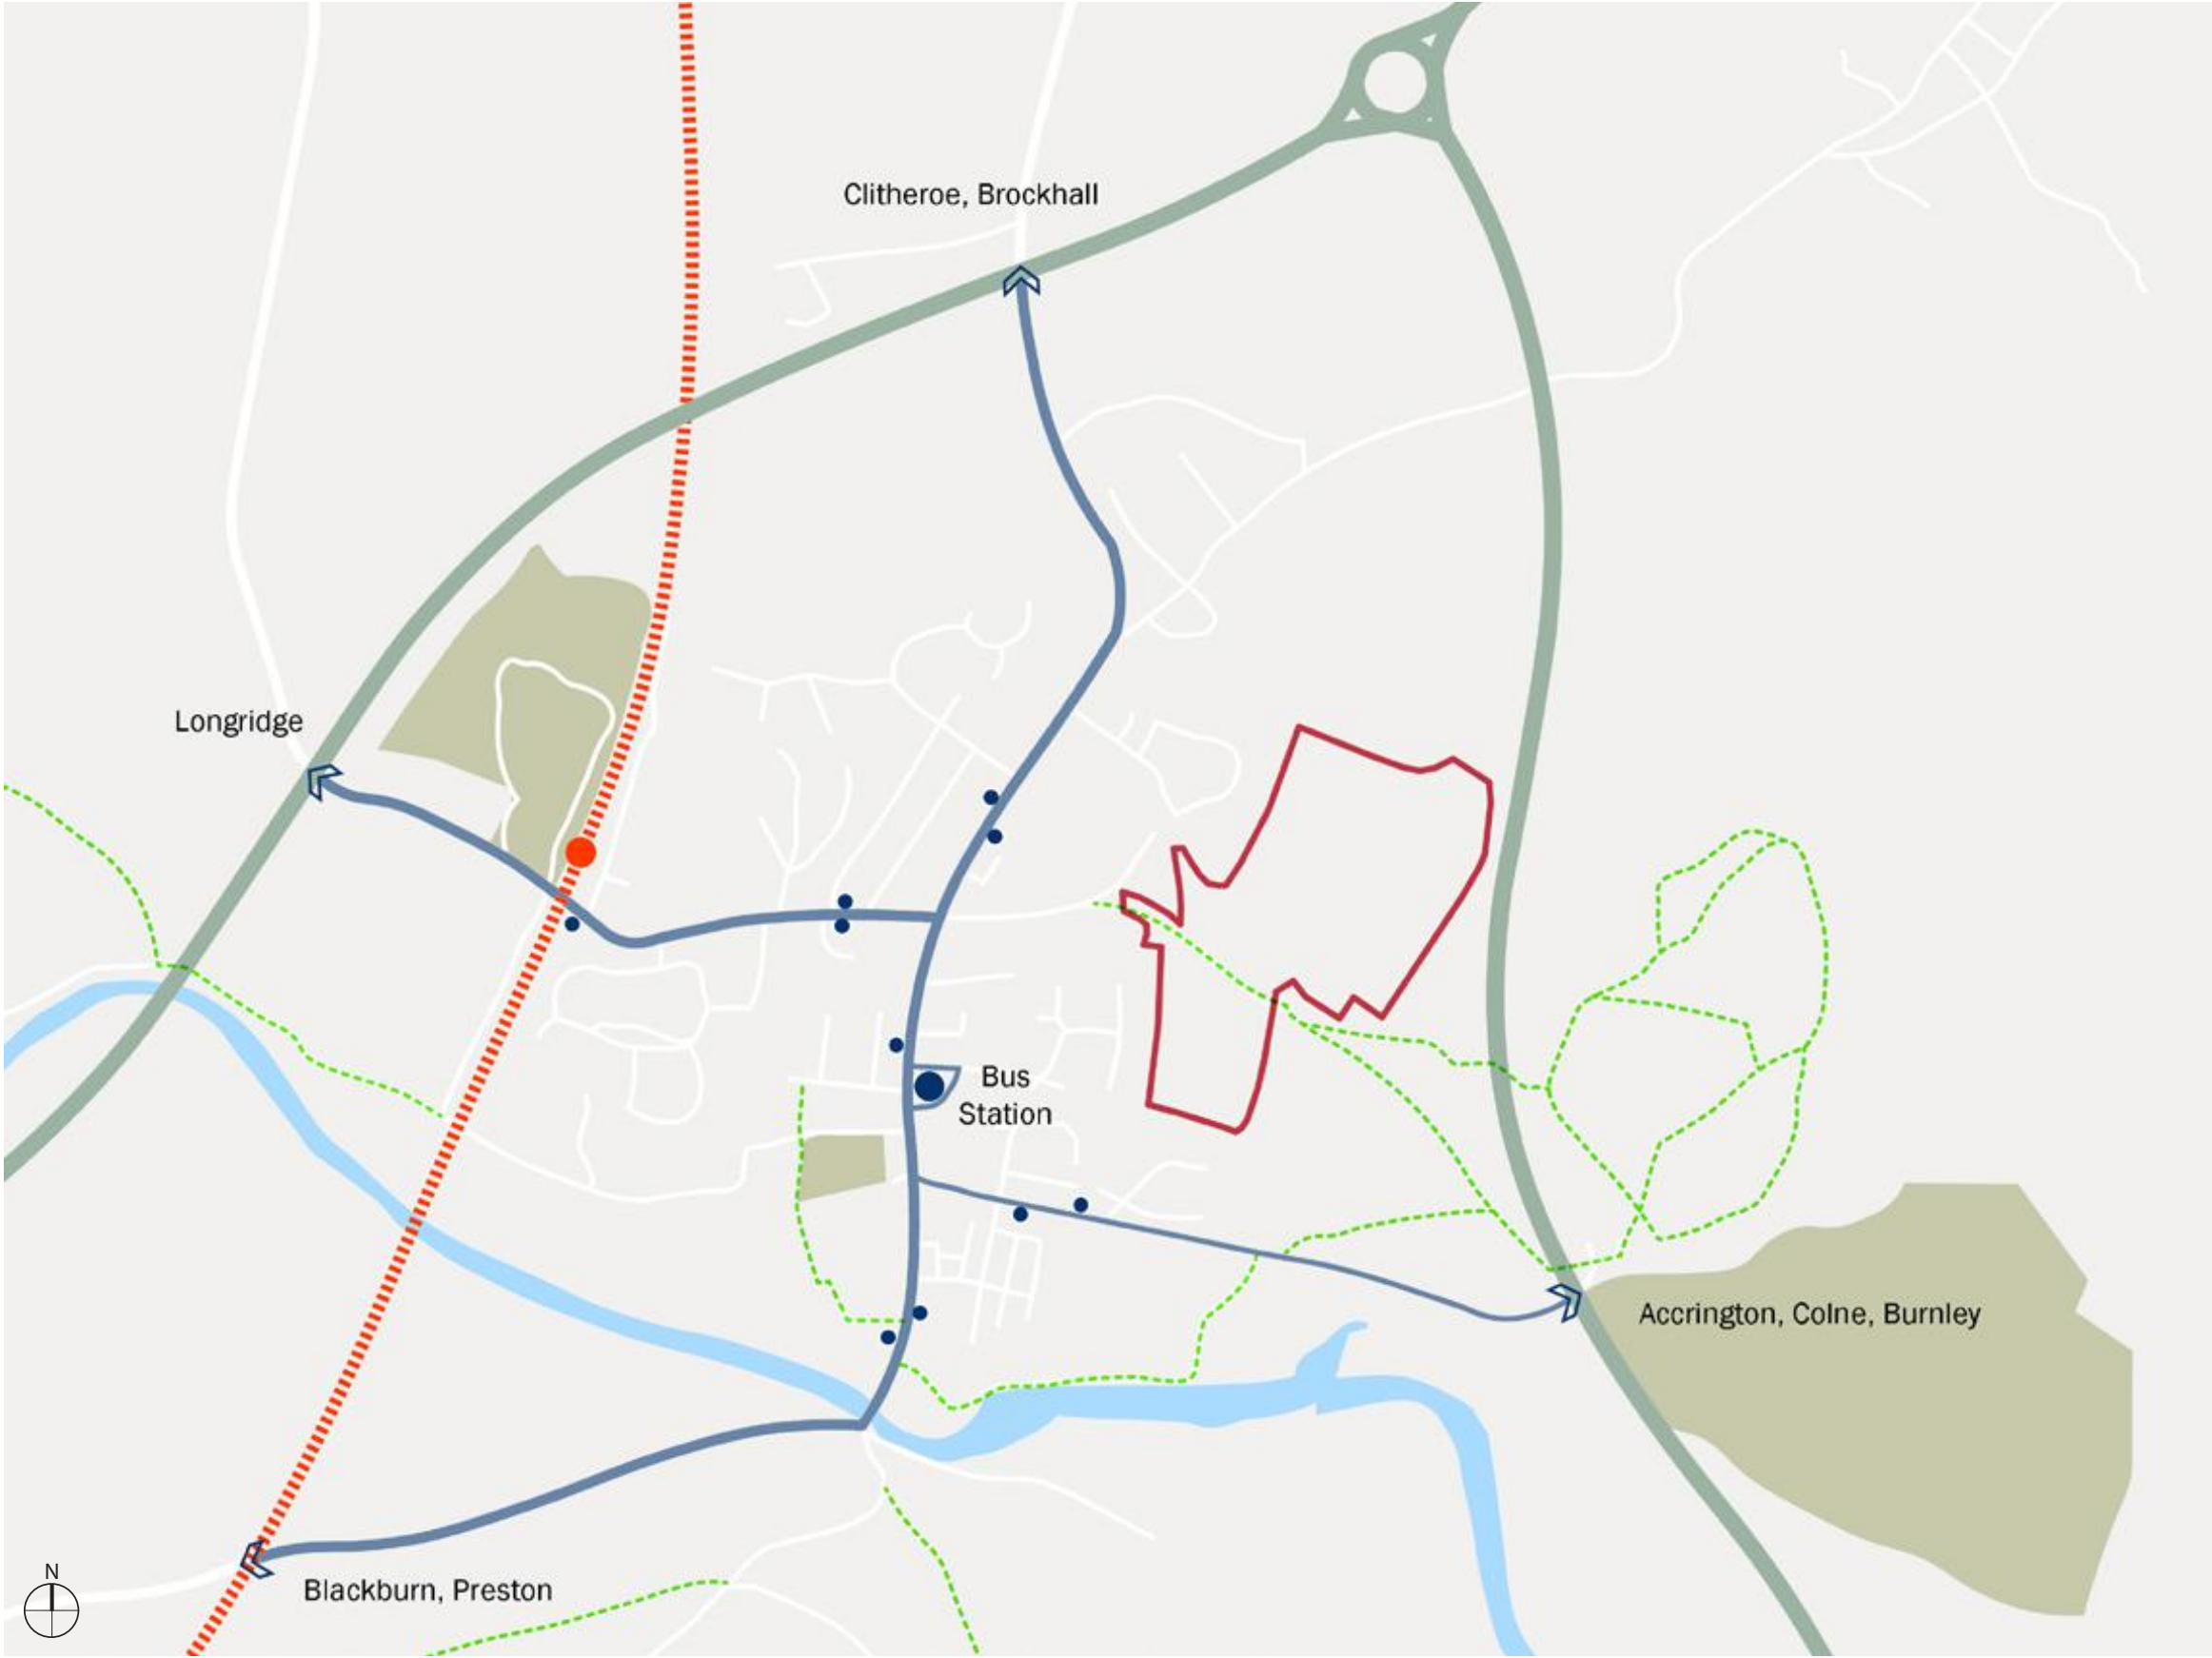 Clitheroe, Brockhall
Longridge
Bus
Station
Accrington, Colne, Burnley
N
Blackburn, Preston